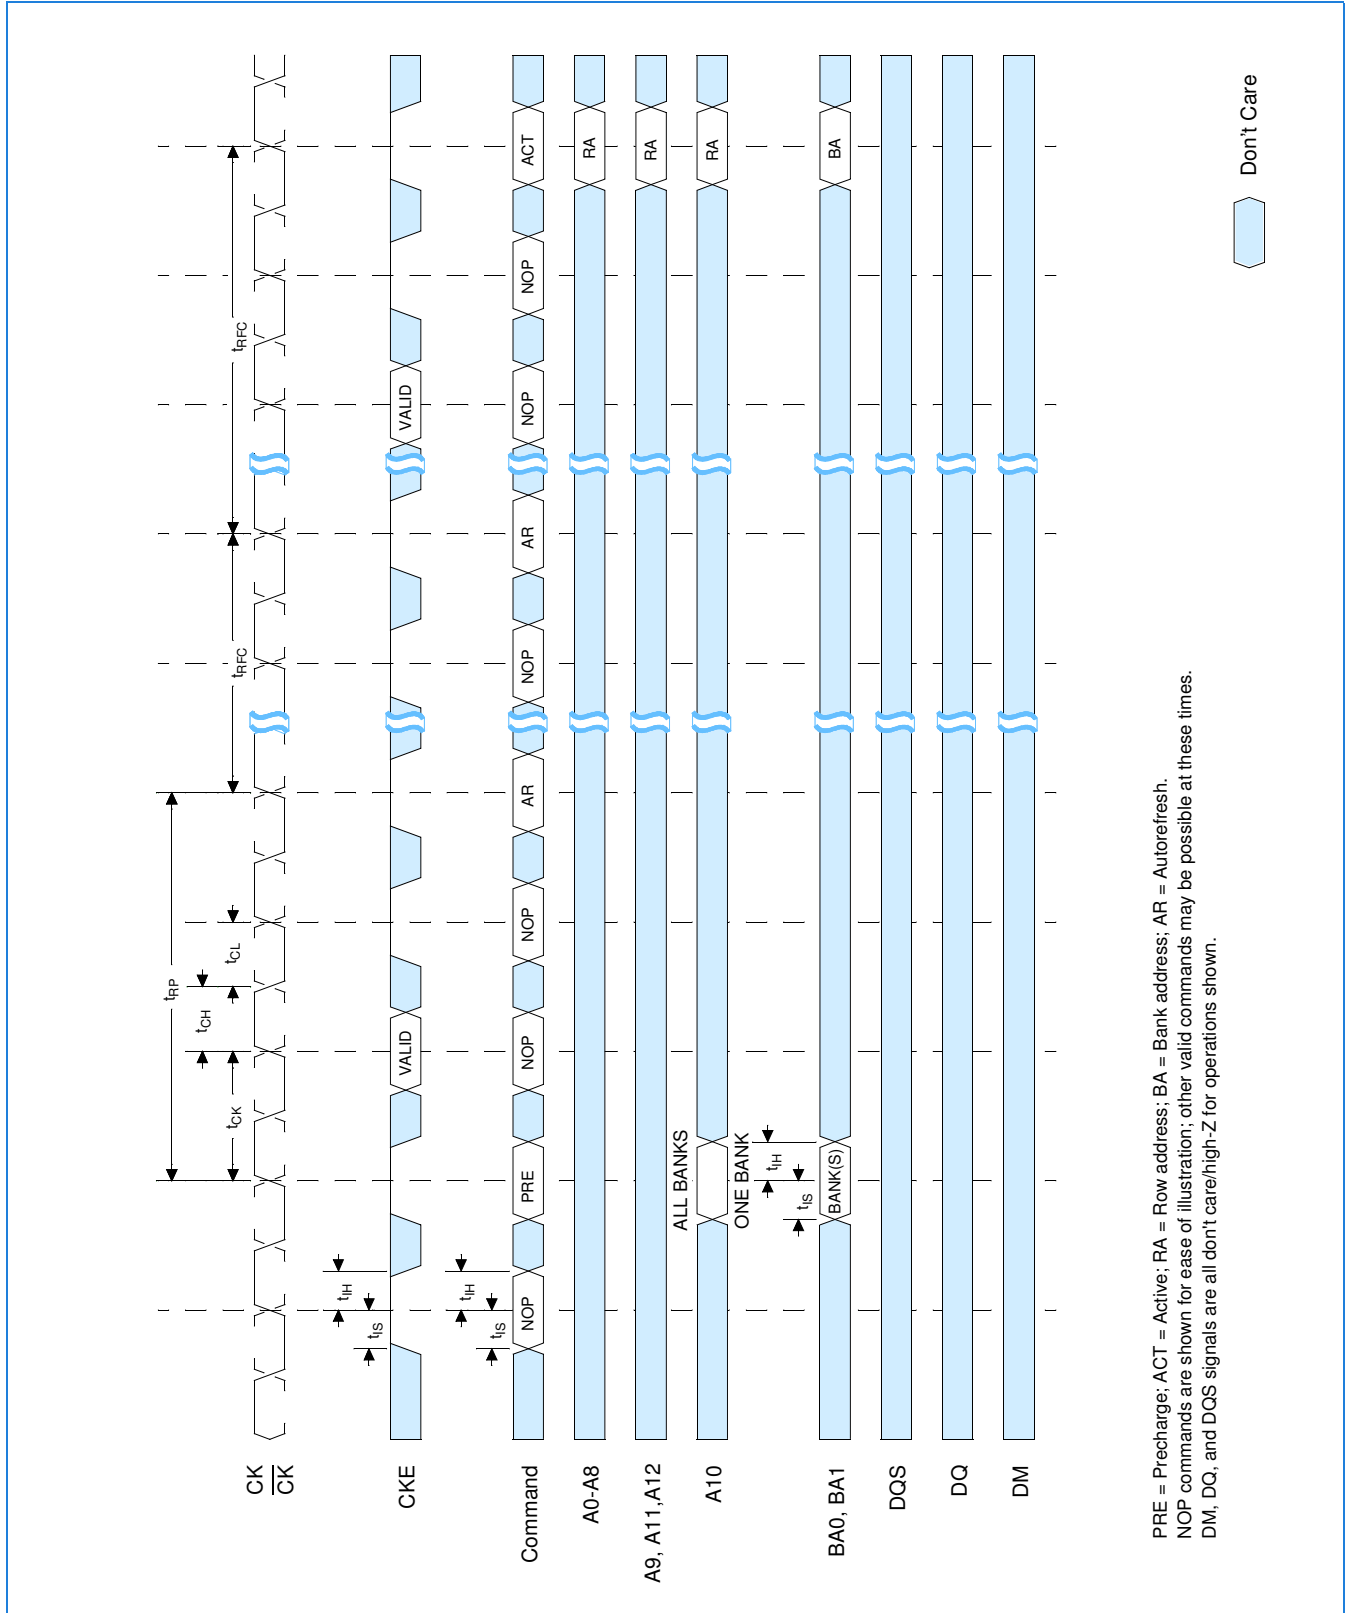 tRP
tCH
tCK
tCL
tRFC
tRFC
CK
CK
tIS
tIH
CKE
VALID
VALID
tIS
tIH
Command
NOP
PRE
NOP
NOP
AR
NOP
AR
NOP
NOP
ACT
A0-A8
RA
A9, A11,A12
RA
ALL BANKS
A10
RA
ONE BANK
tIS
tIH
BA0, BA1
BANK(S)
BA
DQS
DQ
DM
PRE = Precharge; ACT = Active; RA = Row address; BA = Bank address; AR = Autorefresh.
NOP commands are shown for ease of illustration; other valid commands may be possible at these times.
DM, DQ, and DQS signals are all don't care/high-Z for operations shown.
Don't Care